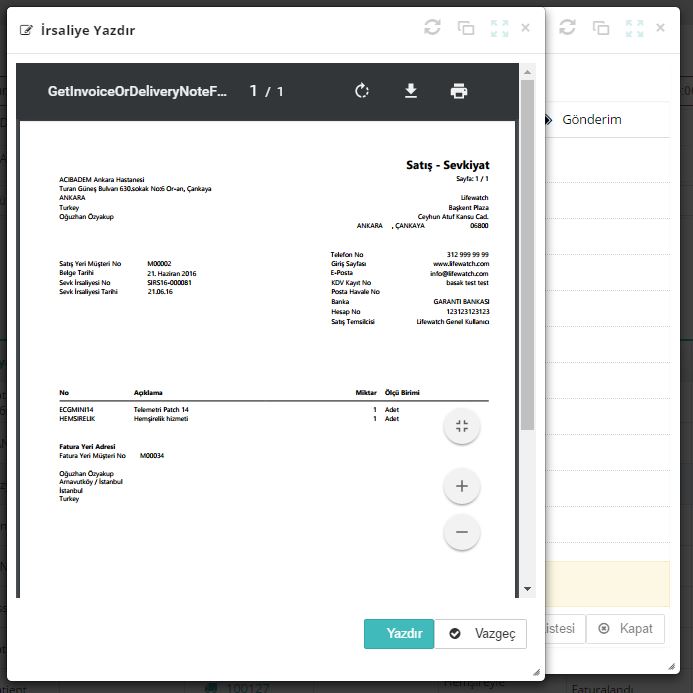 İrsaliye Yazdır
GetInvoiceOrDeliveryNoteF... 1 / 1
Gönderim
Satış - Sevkiyat
Sayfa: 1 / 1
ACIBADEM Ankara Hastanesi
Turan Güneş Bulvarı 630.sokak No:6 Or-an, Çankaya
ANKARA
Turkey
Oğuzhan Özyakup
Lifewatch
Başkent Plaza
Ceyhun Atuf Kansu Cad.
ANKARA , ÇANKAYA 06800
Satış Yeri Müşteri No M00002
Belge Tarihi 21. Haziran 2016
Sevk İrsaliyesi No SIRS16-000081
Sevk İrsaliyesi Tarihi 21.06.16
Telefon No 312 999 99 99
Giriş Sayfası www.lifewatch.com
E-Posta info@lifewatch.com
KDV Kayıt No basak test test
Posta Havale No
Banka GARANTI BANKASI
Hesap No 123123123123
Satış Temsilcisi Lifewatch Genel Kullanıcı
No Açıklama Miktar Ölçü Birimi
ECGMINI14 Telemetri Patch 14 1 Adet
HEMSIRELIK Hemşirelik hizmeti 1 Adet
Fatura Yeri Adresi
Fatura Yeri Müşteri No M00034
Oğuzhan Özyakup
Arnavutköy / İstanbul
İstanbul
Turkey
Yazdır Vazgeç
istesi Kapat
100127
Faturalandı